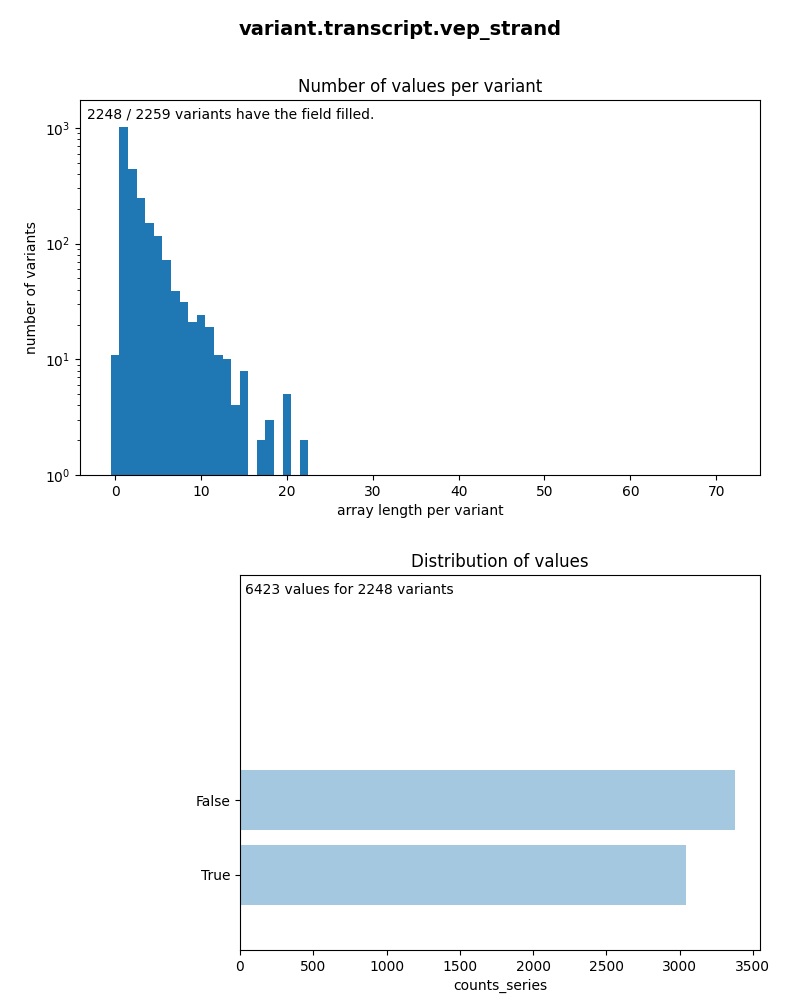 variant.transcript.vep_strand
Number of values per variant
2248 / 2259 variants have the field filled.
10³
10²
10¹
10⁰
number of variants
0 10 20 30 40 50 60 70
array length per variant
Distribution of values
6423 values for 2248 variants
False
True
0 500 1000 1500 2000 2500 3000 3500
counts_series